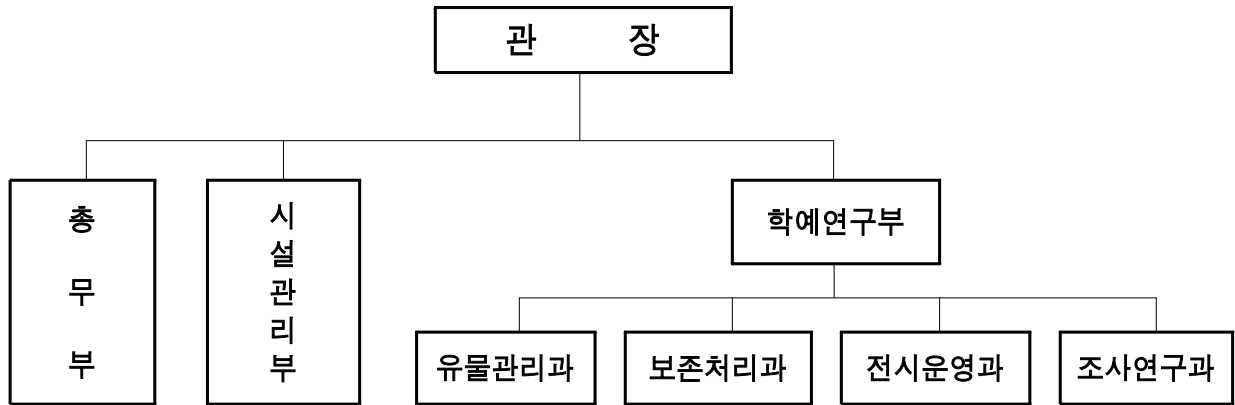 관 장
총무부
시설관리부
학예연구부
유물관리과
보존처리과
전시운영과
조사연구과